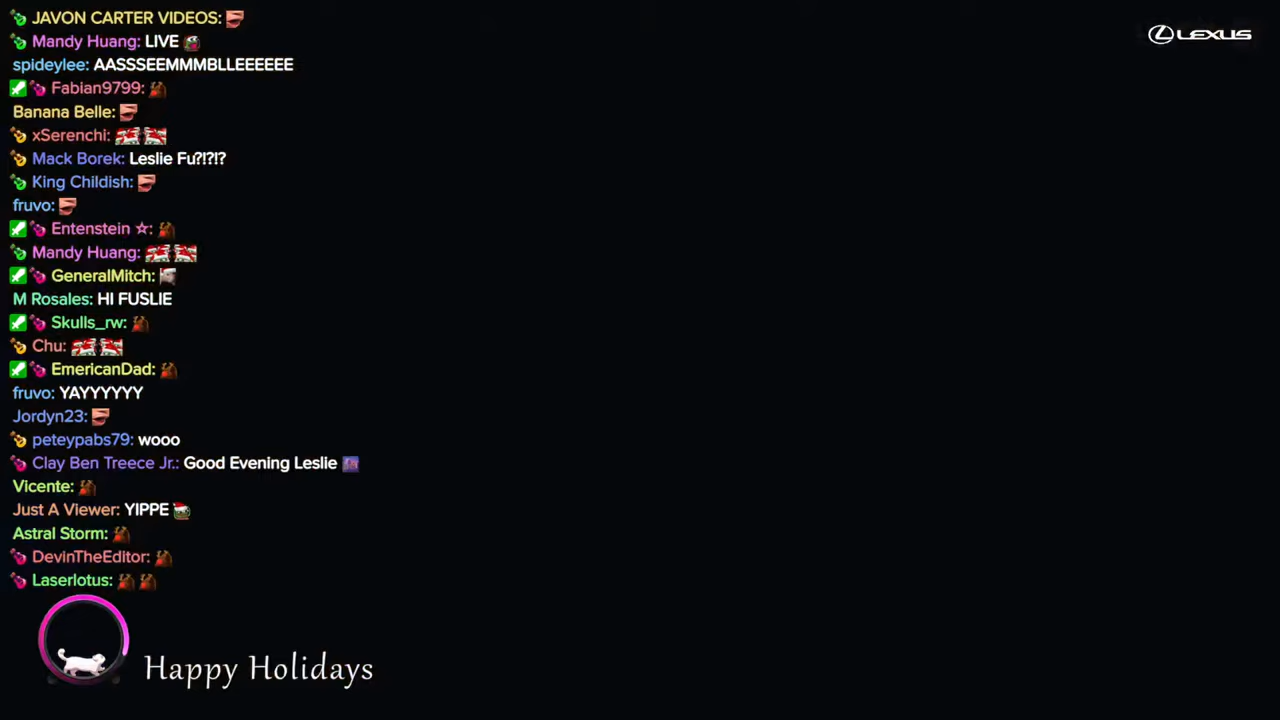 JAVON CARTER VIDEOS:
LEXUS
Mandy Huang: LIVE
spideylee: AASSSEEMMMBLLEEEEEE
Fabian9799:
Banana Belle:
xSerenchi:
Mack Borek: Leslie Fu?!?!?
King Childish:
fruvo:
Entenstein ☆:
Mandy Huang:
GeneralMitch:
M Rosales: HI FUSLIE
Skulls_rw:
Chu:
EmericanDad:
fruvo: YAYYYYYY
Jordyn23:
peteypabs79: wooo
Clay Ben Treece Jr.: Good Evening Leslie
Vicente:
Just A Viewer: YIPPE
Astral Storm:
DevinTheEditor:
Laserlotus:
Happy Holidays